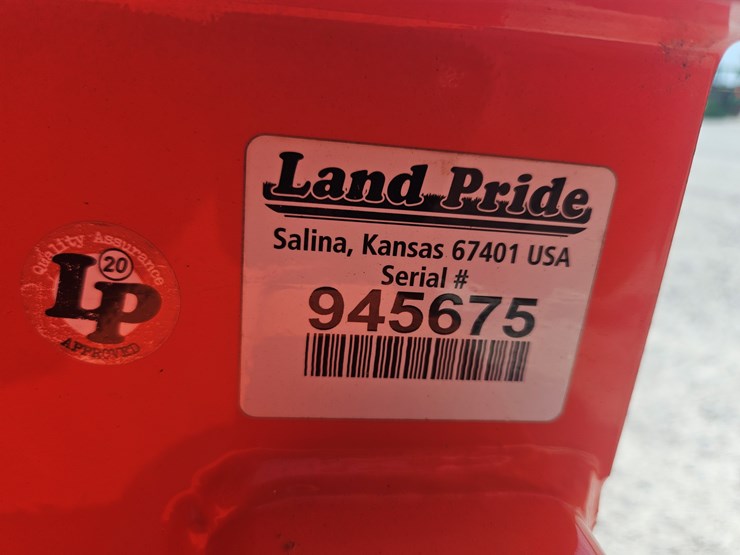 Land Pride
Salina, Kansas 67401 USA
Serial #
945675
Quality Assurance
20
LP
APPROVED